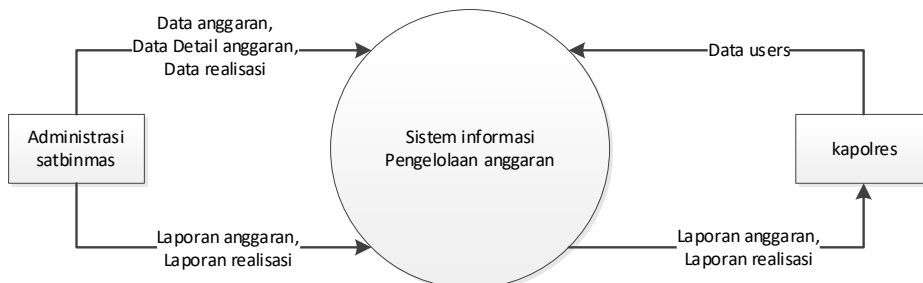 Data anggaran,
Data Detail anggaran,
Data realisasi
Data users
Administrasi
satbinmas
Sistem informasi
Pengelolaan anggaran
kapolres
Laporan anggaran,
Laporan realisasi
Laporan anggaran,
Laporan realisasi